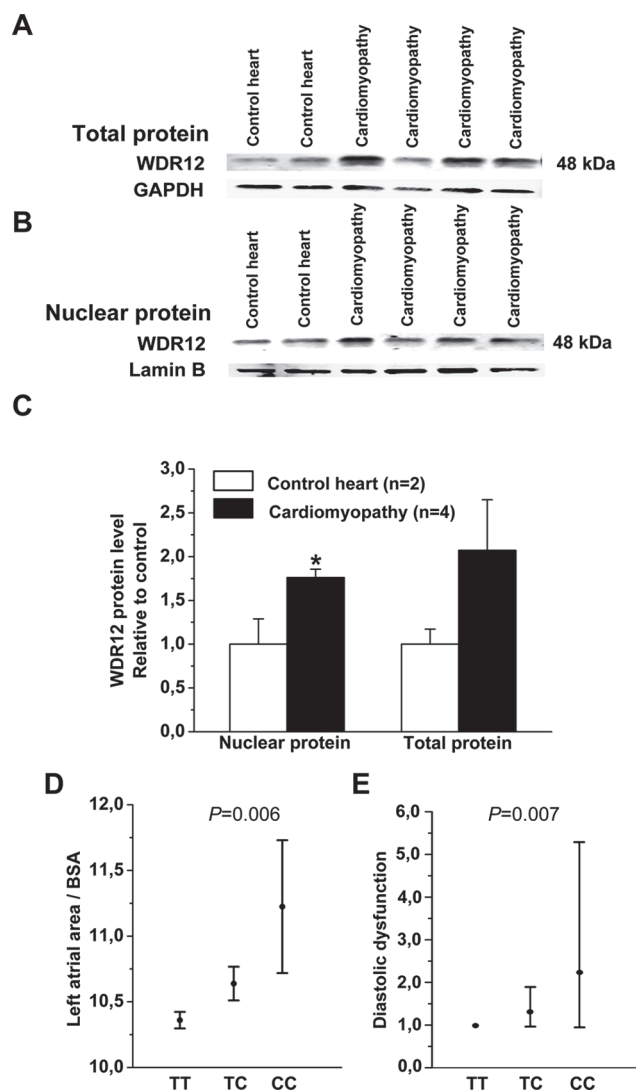 A
Control heart
Control heart
Cardiomyopathy
Cardiomyopathy
Cardiomyopathy
Cardiomyopathy
Total protein
WDR12
48 kDa
GAPDH
B
Control heart
Control heart
Cardiomyopathy
Cardiomyopathy
Cardiomyopathy
Cardiomyopathy
Nuclear protein
WDR12
48 kDa
Lamin B
C
WDR12 protein level
Relative to control
3,0
2,5
2,0
1,5
1,0
0,5
0,0
Control heart (n=2)
Cardiomyopathy (n=4)
*
Nuclear protein
Total protein
D
P=0.006
Left atrial area / BSA
12,0
11,5
11,0
10,5
10,0
TT
TC
CC
E
P=0.007
Diastolic dysfunction
6,0
5,0
4,0
3,0
2,0
1,0
0,0
TT
TC
CC